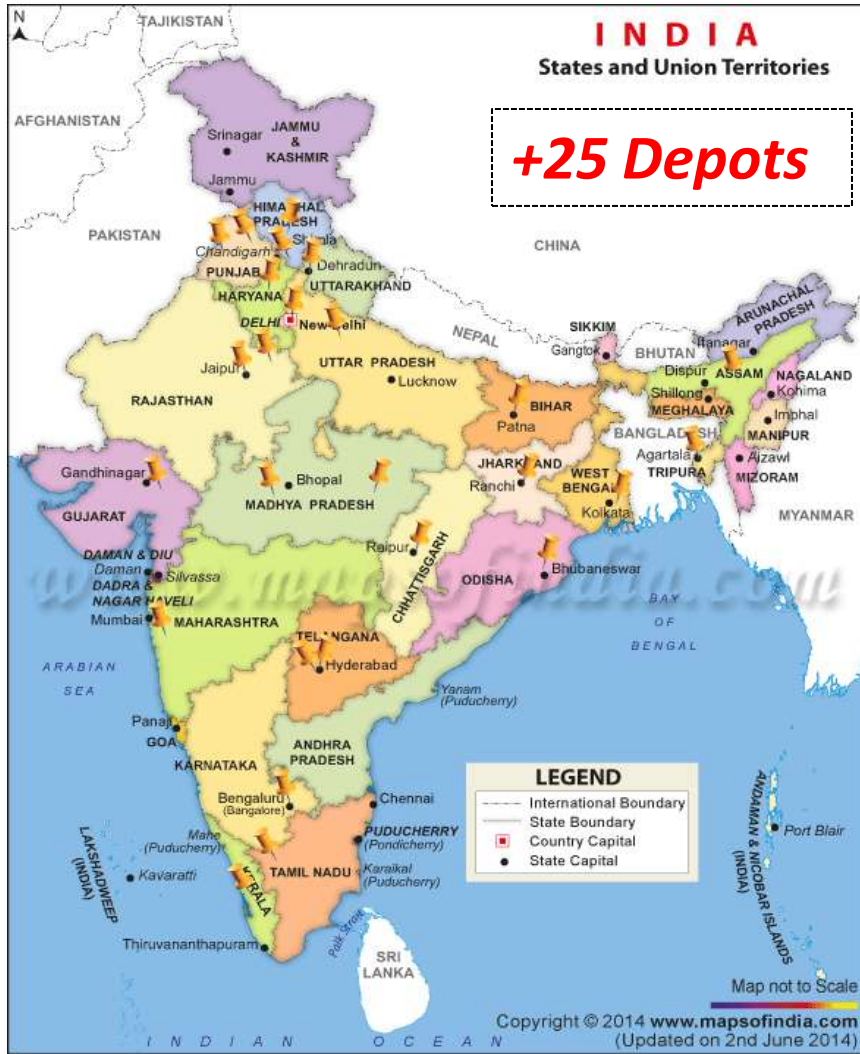 N
TAJIKISTAN
INDIA
States and Union Territories
AFGHANISTAN
+25 Depots
Srinagar
JAMMU
&
KASHMIR
Jammu
PAKISTAN
CHINA
Chandigarh
PUNJAB
Dehradun
UTTARAKHAND
HARYANA
DELHI
NEPAL
SIKKIM
Gangtok
BHUTAN
ARUNACHAL
PRADESH
Itanagar
Jaipur
UTTAR PRADESH
Lucknow
RAJASTHAN
BIHAR
Patna
Dispur
ASSAM
NAGALAND
Shillong
Kohima
MEGHALAYA
BANGLADESH
Imphal
MANIPUR
Gandhinagar
GUJARAT
Bhopal
MADHYA PRADESH
Ranchi
WEST
BENGAL
Kolkata
Agartala
TRIPURA
Aizawl
MIZORAM
MYANMAR
DAMAN & DIU
Daman
Silvassa
DADRA &
NAGAR HAVELI
Raipur
CHHATTISGARH
ODISHA
Bhubaneswar
www.mapsofindia.com
Mumbai
MAHARASHTRA
TELANGANA
Hyderabad
BAY
OF
BENGAL
ARABIAN
SEA
Yanam
(Puducherry)
Panaji
GOA
KARNATAKA
ANDHRA
PRADESH
Bengaluru
(Bangalore)
Chennai
LEGEND
International Boundary
State Boundary
Country Capital
State Capital
Mahe
(Puducherry)
PUDUCHERRY
(Pondicherry)
LAKSHADWEEP
(INDIA)
Kavaratti
TAMIL NADU
Karaikal
(Puducherry)
KERALA
ANDAMAN & NICOBAR ISLANDS
(INDIA)
Port Blair
Thiruvananthapuram
SRI
LANKA
Map not to Scale
Copyright © 2014 www.mapsofindia.com
(Updated on 2nd June 2014)
INDIAN OCEAN